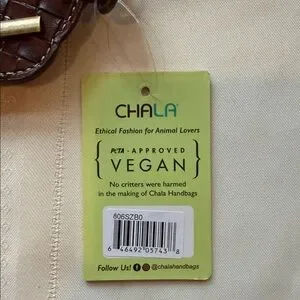 CHALA
Ethical Fashion for Animal Lovers
PETA - APPROVED
VEGAN
No critters were harmed
in the making of Chala Handbags
806SZB0
6 46492 05743 8
Follow Us! @chalahandbags